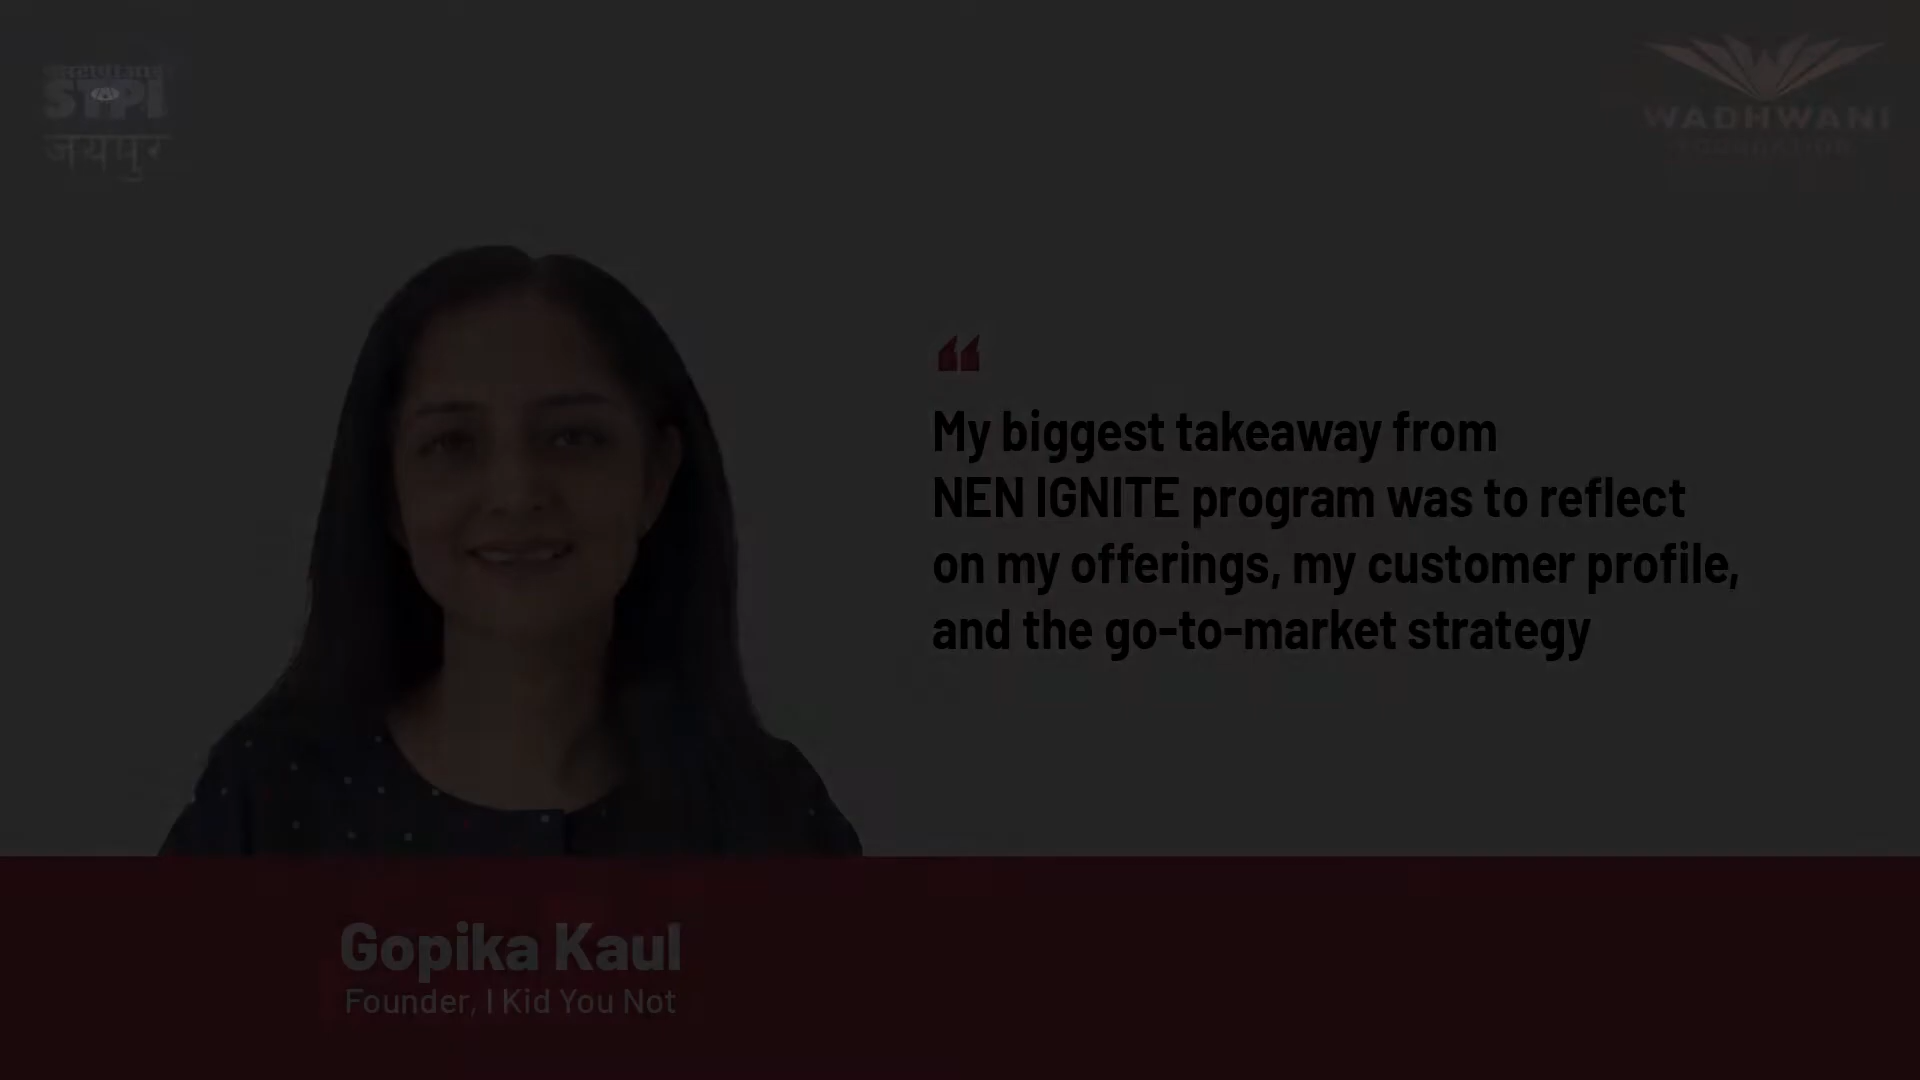 STPI
जयपुर
WADHWANI
FOUNDATION
“
My biggest takeaway from
NEN IGNITE program was to reflect
on my offerings, my customer profile,
and the go-to-market strategy
Gopika Kaul
Founder, I Kid You Not